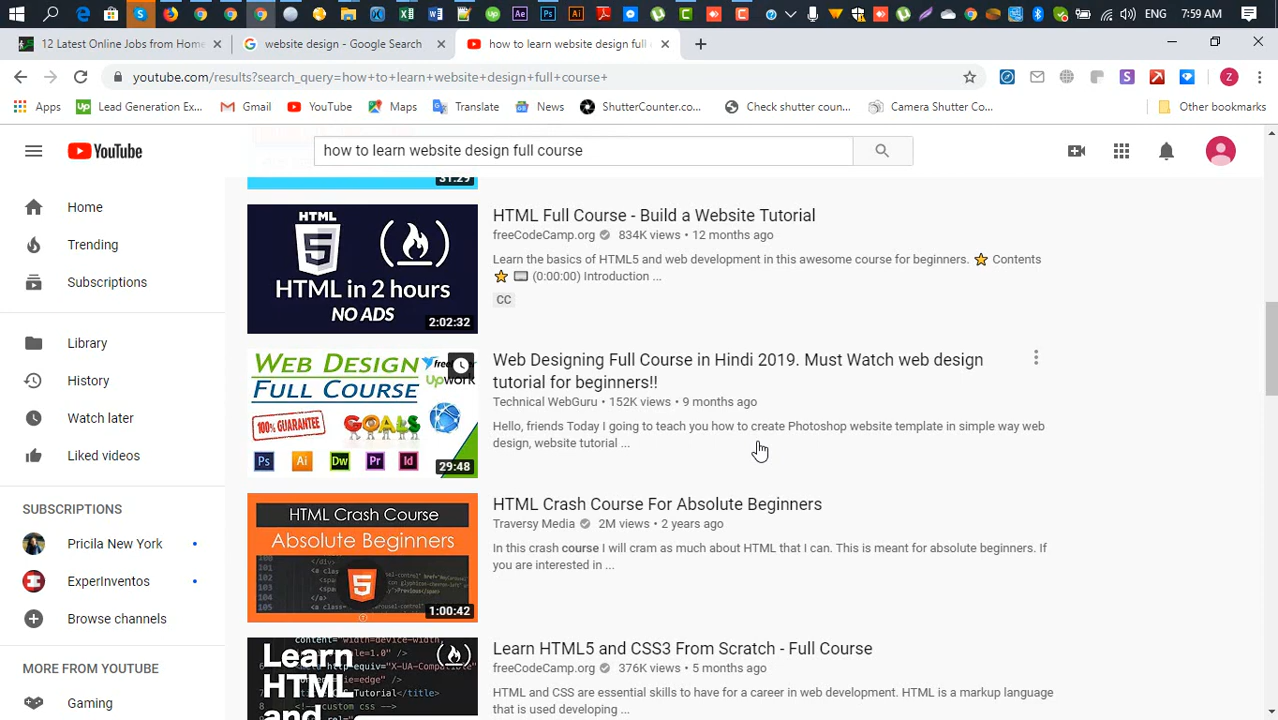 ENG 7:59 AM
12 Latest Online Jobs from Home
website design - Google Search
how to learn website design full
youtube.com/results?search_query=how+to+learn+website+design+full+course+
Z
Apps
Up Lead Generation Ex...
Gmail
YouTube
Maps
Translate
News
ShutterCounter.co...
Check shutter coun...
Camera Shutter Co...
Other bookmarks
YouTube
how to learn website design full course
Home
Trending
Subscriptions
Library
History
Watch later
Liked videos
SUBSCRIPTIONS
Pricila New York
ExperInventos
Browse channels
MORE FROM YOUTUBE
Gaming
31:29
HTML
5
HTML in 2 hours
NO ADS
2:02:32
HTML Full Course - Build a Website Tutorial
freeCodeCamp.org 834K views • 12 months ago
Learn the basics of HTML5 and web development in this awesome course for beginners. ⭐ Contents
⭐ ⌨ (0:00:00) Introduction ...
CC
WEB DESIGN
FULL COURSE
Upwork
100% GUARANTEE
GOALS
Ps Ai Dw Pr Id
29:48
Web Designing Full Course in Hindi 2019. Must Watch web design
tutorial for beginners!!
Technical WebGuru • 152K views • 9 months ago
Hello, friends Today I going to teach you how to create Photoshop website template in simple way web
design, website tutorial ...
HTML Crash Course
Absolute Beginners
5
1:00:42
HTML Crash Course For Absolute Beginners
Traversy Media 2M views • 2 years ago
In this crash course I will cram as much about HTML that I can. This is meant for absolute beginners. If
you are interested in ...
Learn
HTML
and
Learn HTML5 and CSS3 From Scratch - Full Course
freeCodeCamp.org 376K views • 5 months ago
HTML and CSS are essential skills to have for a career in web development. HTML is a markup language
that is used developing ...